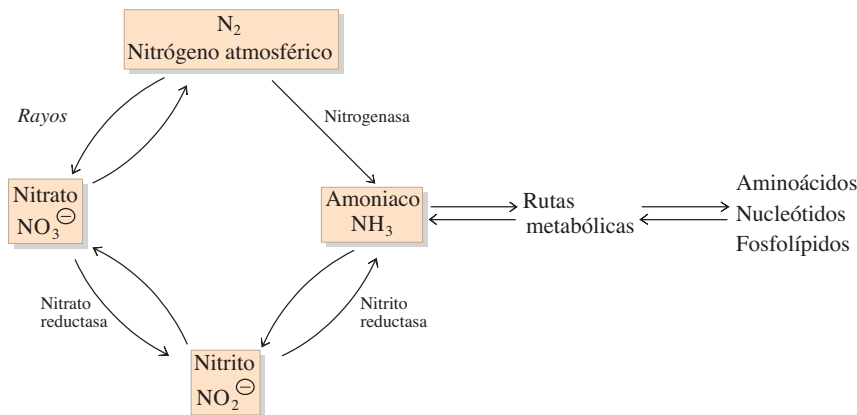 N₂
Nitrógeno atmosférico
Rayos
Nitrogenasa
Nitrato
NO₃⊖
Amoniaco
NH₃
Rutas
metabólicas
Aminoácidos
Nucleótidos
Fosfolípidos
Nitrato
reductasa
Nitrito
reductasa
Nitrito
NO₂⊖